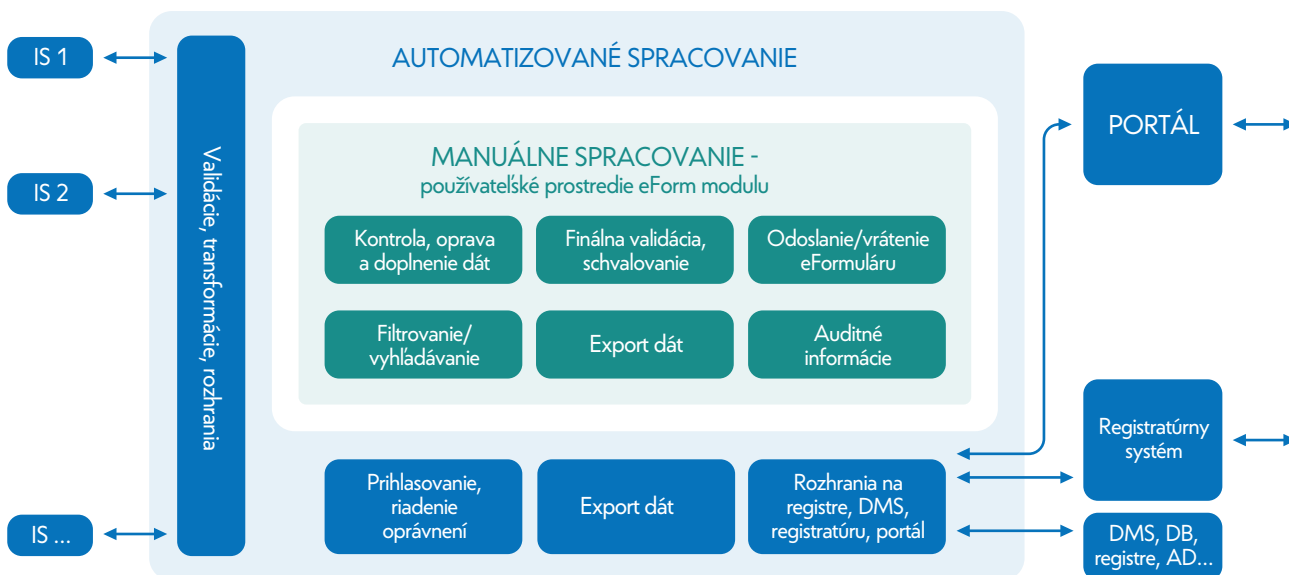 IS 1
IS 2
IS ...
Validácie, transformácie, rozhrania
AUTOMATIZOVANÉ SPRACOVANIE
MANUÁLNE SPRACOVANIE -
používateľské prostredie eForm modulu
Kontrola, oprava
a doplnenie dát
Finálna validácia,
schvalovanie
Odoslanie/vrátenie
eFormuláru
Filtrovanie/
vyhľádávanie
Export dát
Auditné
informácie
Prihlasovanie,
riadenie
oprávnení
Export dát
Rozhrania na
registre, DMS,
registratúru, portál
PORTÁL
Registratúrny
systém
DMS, DB,
registre, AD...